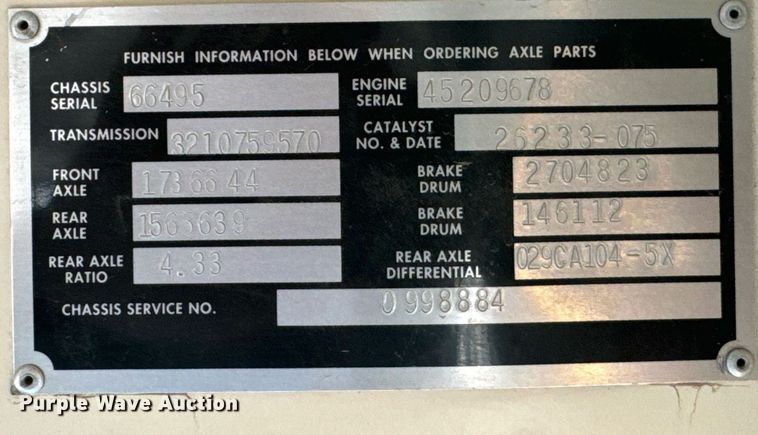 FURNISH INFORMATION BELOW WHEN ORDERING AXLE PARTS
CHASSIS SERIAL 66495 ENGINE SERIAL 45209678
TRANSMISSION 3210759570 CATALYST NO. & DATE 26233-075
FRONT AXLE 1736644 BRAKE DRUM 2704823
REAR AXLE 1565639 BRAKE DRUM 146112
REAR AXLE RATIO 4.33 REAR AXLE DIFFERENTIAL 029CA104-5X
CHASSIS SERVICE NO. 0998884
Purple Wave Auction